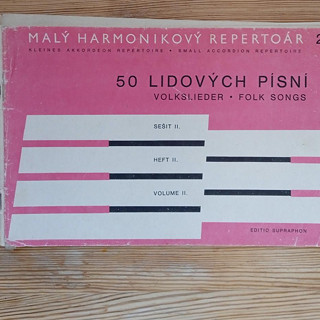 MALÝ HARMONIKOVÝ REPERTOÁR 2
KLEINES AKKORDEON REPERTOIRE • SMALL ACCORDION REPERTOIRE
50 LIDOVÝCH PÍSNÍ
VOLKSLIEDER • FOLK SONGS
SEŠIT II.
HEFT II.
VOLUME II.
EDITIO SUPRAPHON